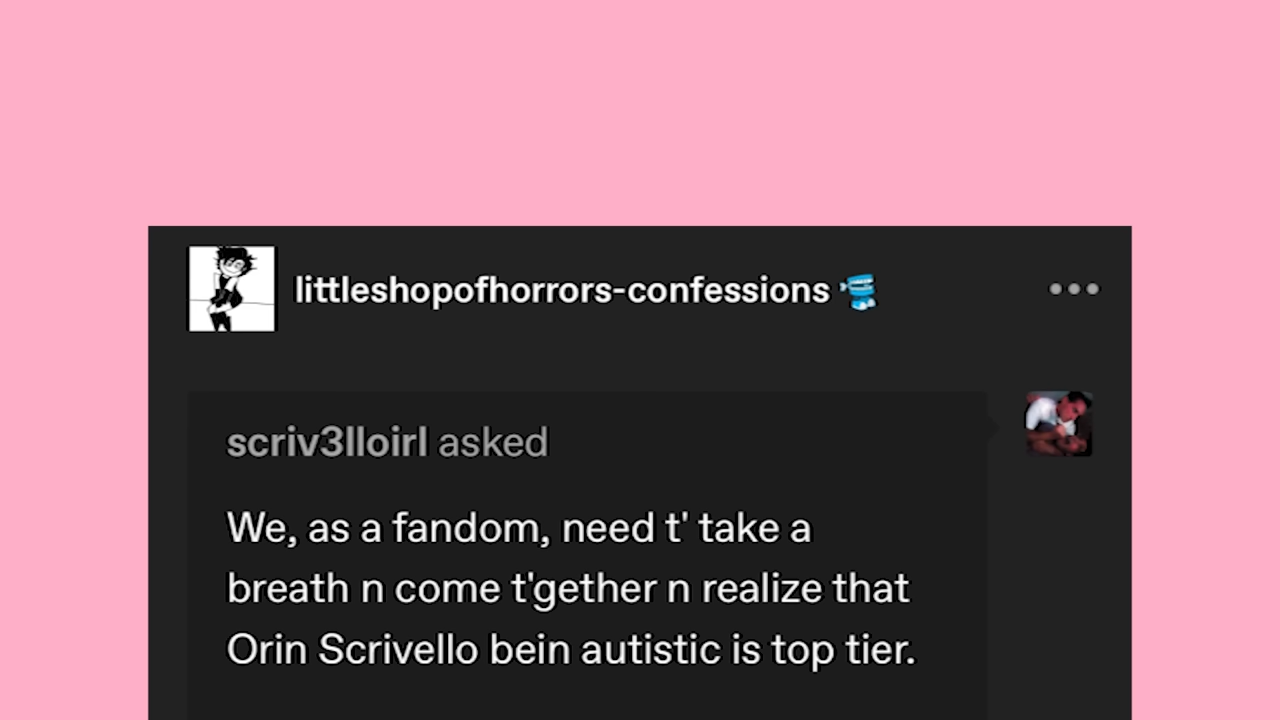 littleshopofhorrors-confessions
scriv3lloirl asked
We, as a fandom, need t' take a
breath n come t'gether n realize that
Orin Scrivello bein autistic is top tier.